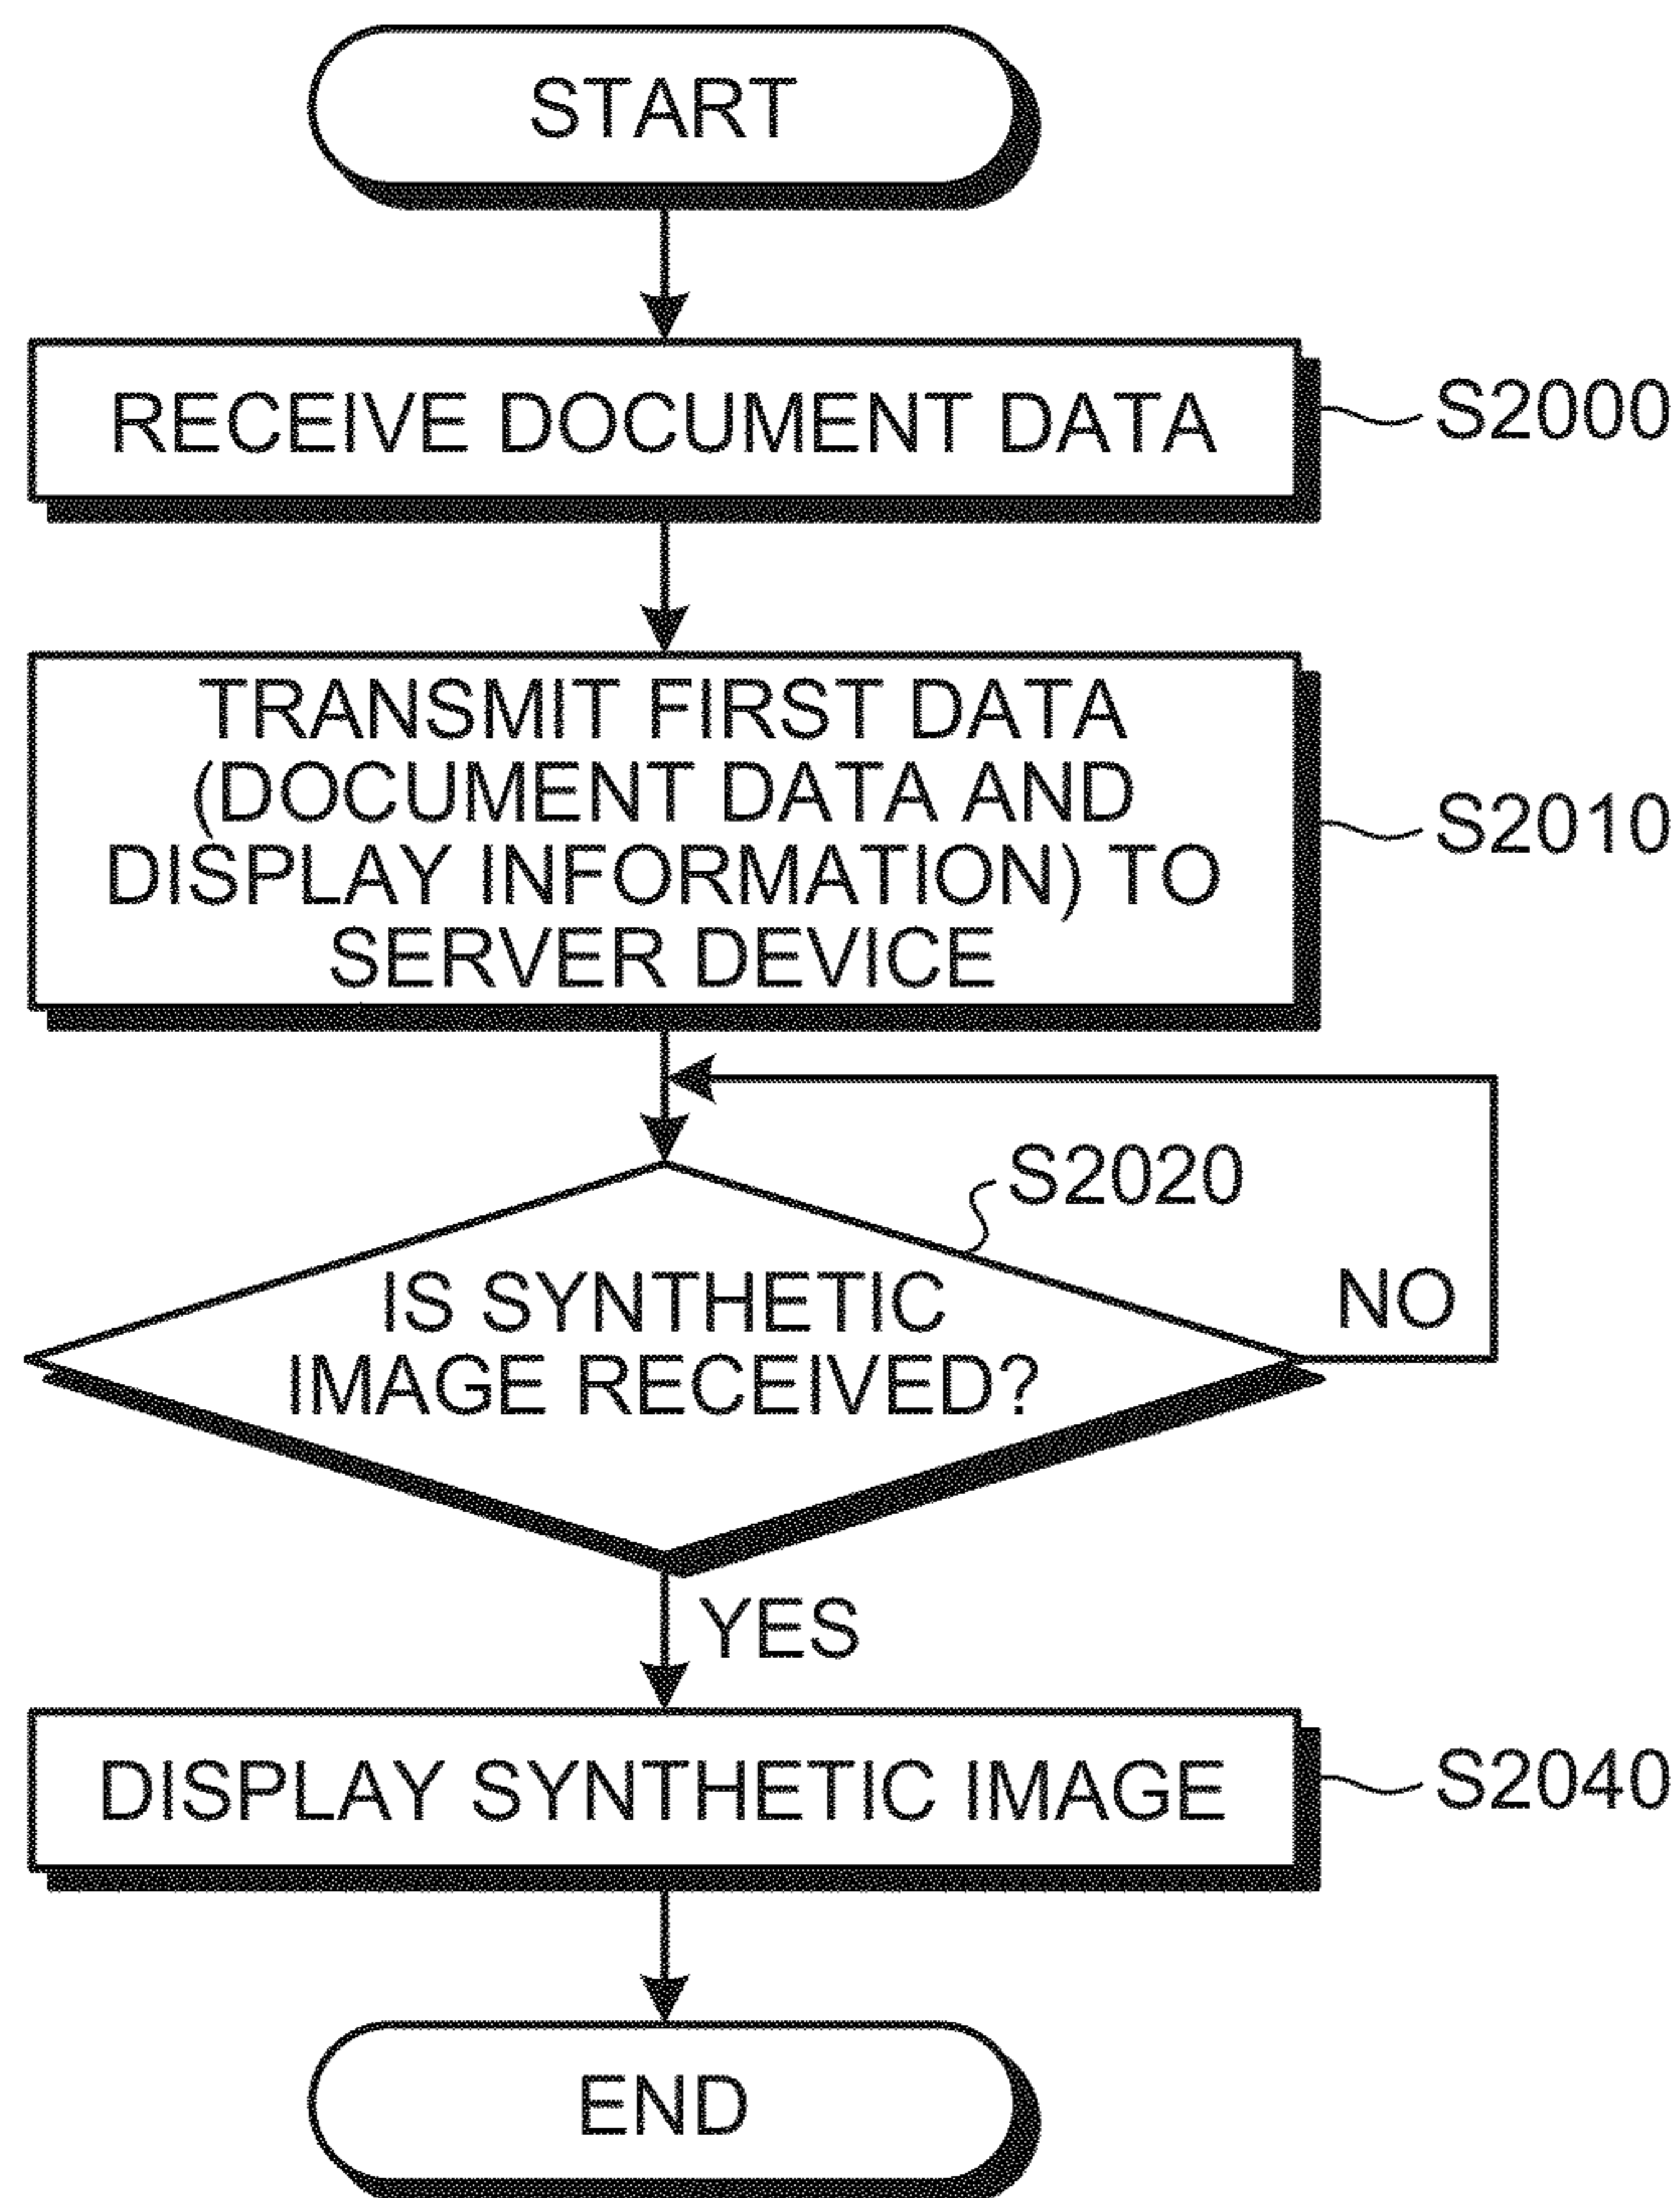 START
RECEIVE DOCUMENT DATA
S2000
TRANSMIT FIRST DATA
(DOCUMENT DATA AND
DISPLAY INFORMATION) TO
SERVER DEVICE
S2010
S2020
IS SYNTHETIC
IMAGE RECEIVED?
NO
YES
DISPLAY SYNTHETIC IMAGE
S2040
END